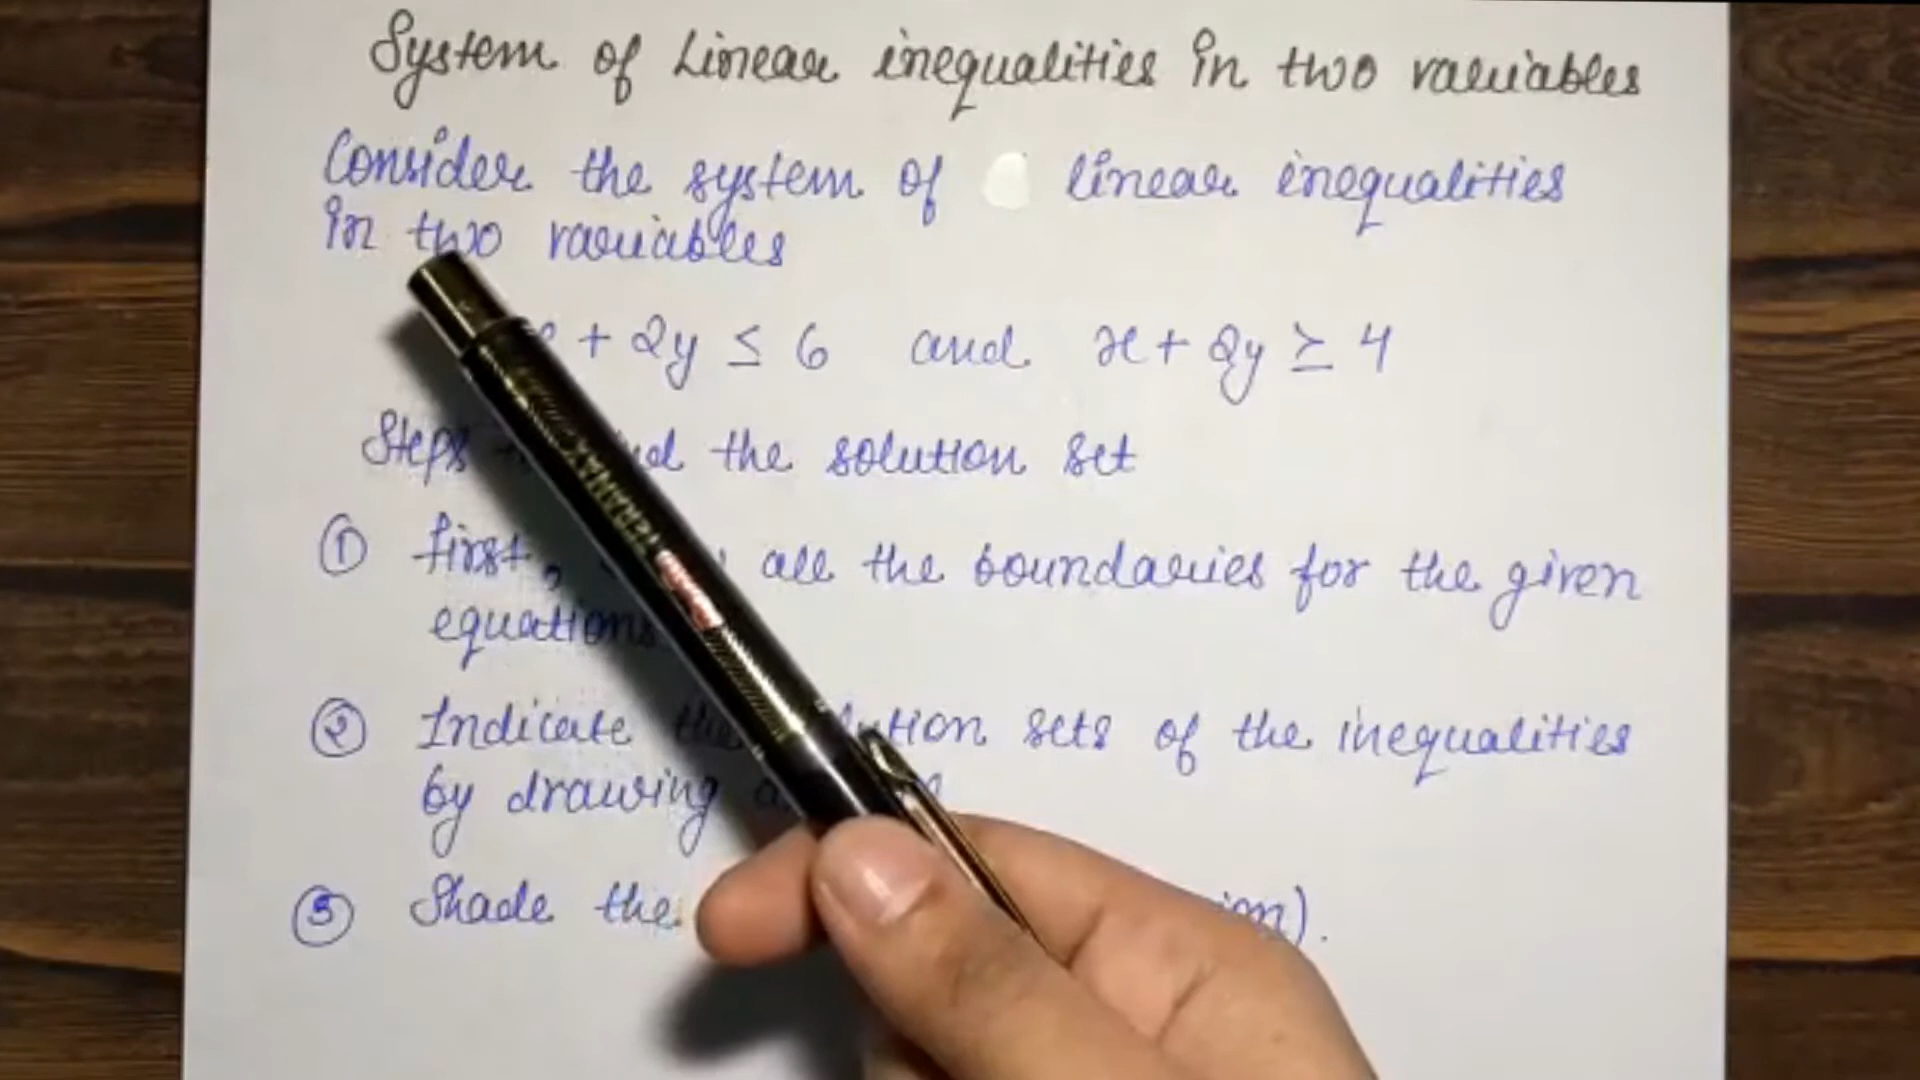 System of Linear inequalities in two variables
Consider the system of linear inequalities
in two variables
+ 2y ≤ 6 and x + 2y ≥ 4
Steps the solution set
① first, all the boundaries for the given
equations
② Indicate the sets of the inequalities
by drawing
③ Shade the